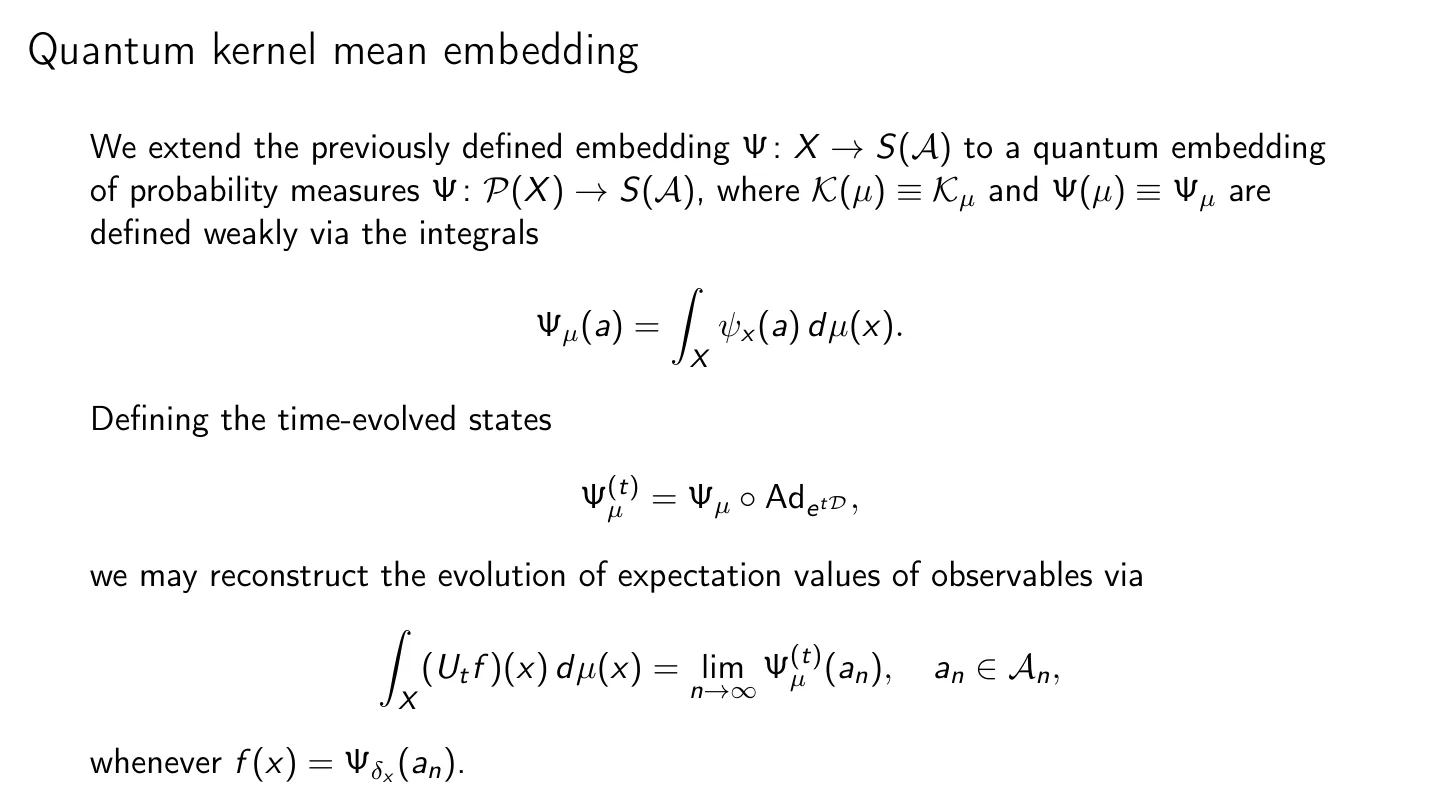 Quantum kernel mean embedding
We extend the previously defined embedding Ψ: X → S(𝒜) to a quantum embedding
of probability measures Ψ: 𝒫(X) → S(𝒜), where 𝒦(μ) ≡ 𝒦_μ and Ψ(μ) ≡ Ψ_μ are
defined weakly via the integrals
Ψ_μ(a) = ∫_X ψ_x(a) dμ(x).
Defining the time-evolved states
Ψ_μ^(t) = Ψ_μ ∘ Ad_{e^{t𝒟}},
we may reconstruct the evolution of expectation values of observables via
∫_X (U_t f)(x) dμ(x) = lim_{n→∞} Ψ_μ^(t)(a_n), a_n ∈ 𝒜_n,
whenever f(x) = Ψ_{δ_x}(a_n).